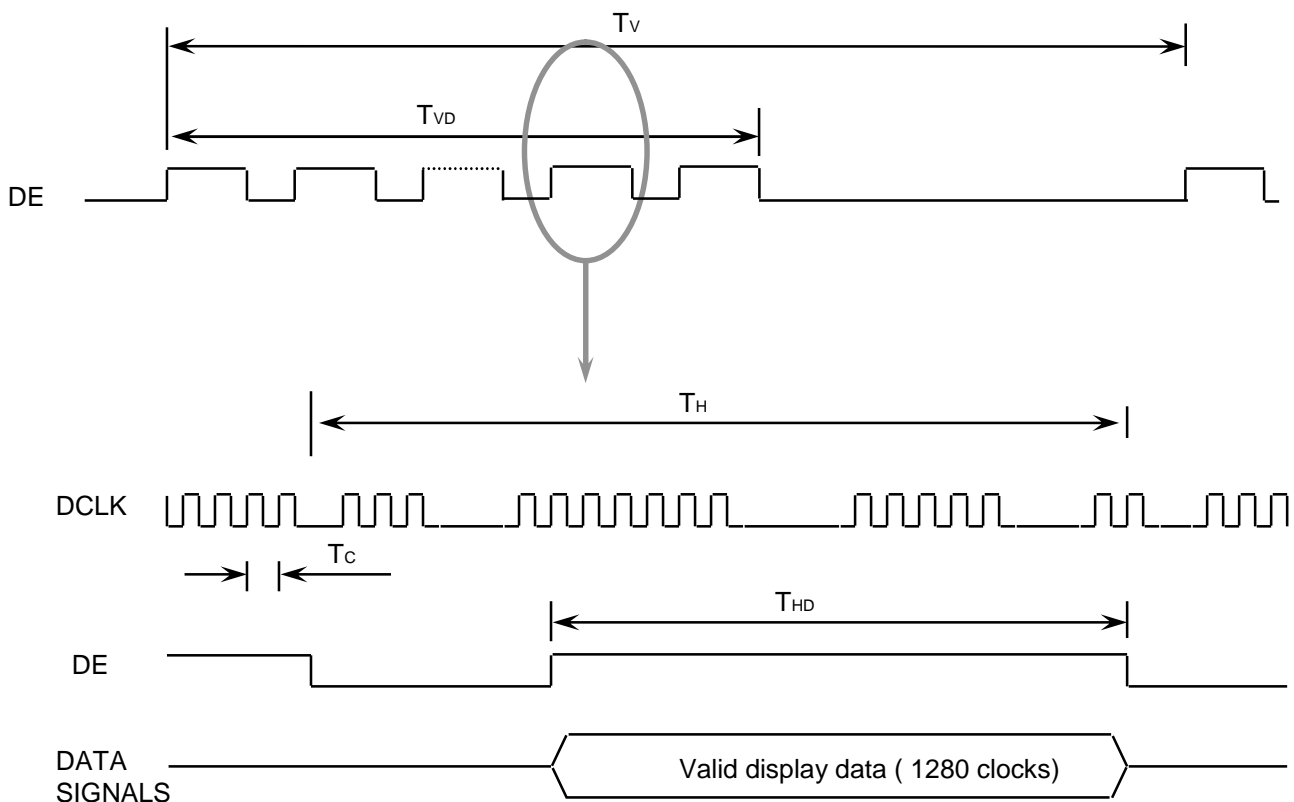 TV
TVD
DE
TH
DCLK
TC
THD
DE
DATA
SIGNALS
Valid display data ( 1280 clocks)